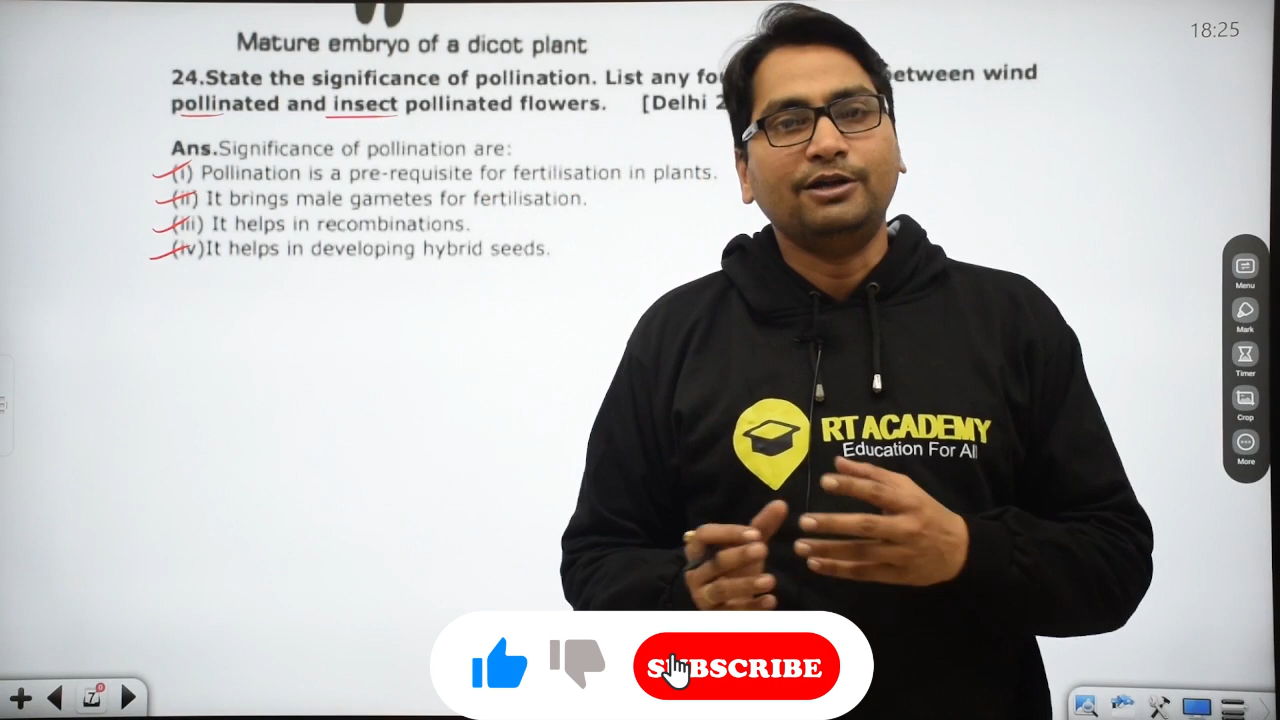 18:25
Mature embryo of a dicot plant
24.State the significance of pollination. List any between wind
pollinated and insect pollinated flowers. [Delhi
Ans.Significance of pollination are:
(i) Pollination is a pre-requisite for fertilisation in plants.
(ii) It brings male gametes for fertilisation.
(iii) It helps in recombinations.
(iv)It helps in developing hybrid seeds.
Menu
Mark
Timer
Crop
More
RT ACADEMY
Education For All
SUBSCRIBE
7
6